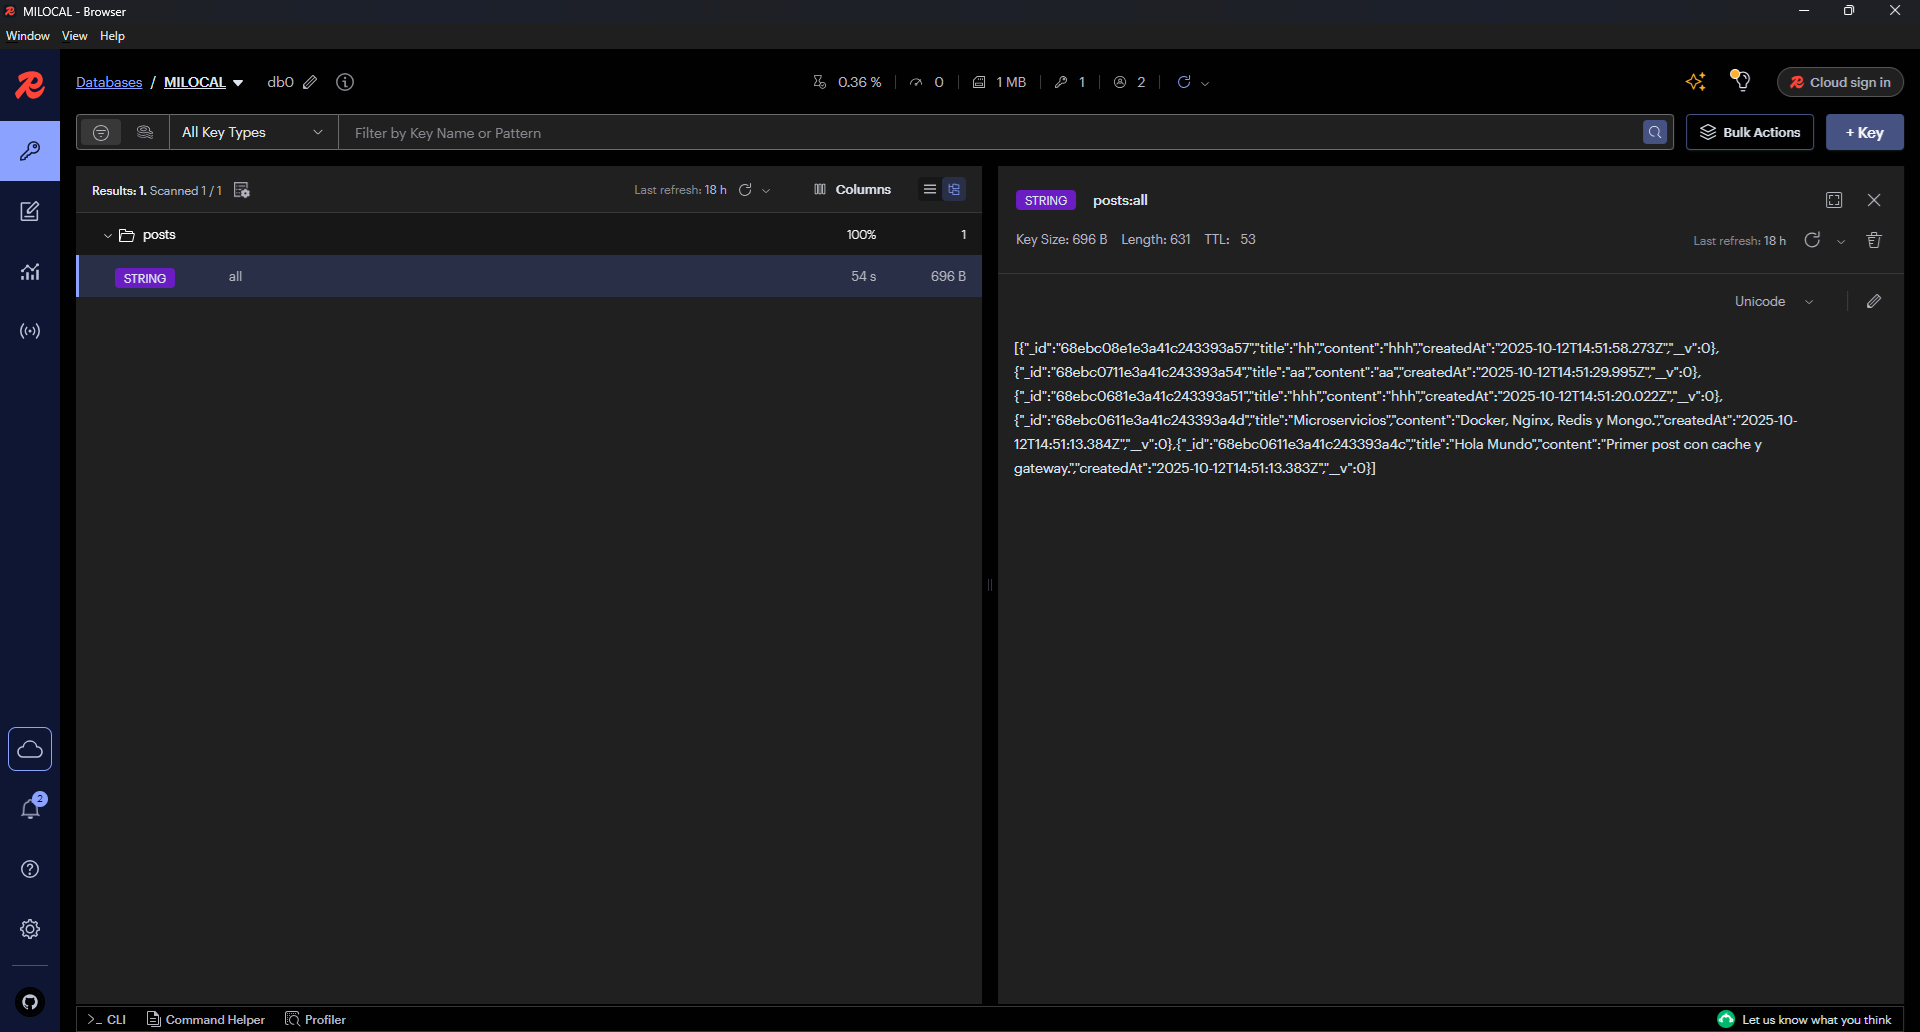 MILOCAL - Browser
Window View Help
Databases / MILOCAL db0 0.36 % 0 1 MB 1 2 Cloud sign in
All Key Types Filter by Key Name or Pattern Bulk Actions + Key
Results: 1. Scanned 1 / 1 Last refresh: 18 h Columns
posts 100% 1
STRING all 54 s 696 B
STRING posts:all
Key Size: 696 B Length: 631 TTL: 53 Last refresh: 18 h
Unicode
[{"_id":"68ebc08e1e3a41c243393a57","title":"hh","content":"hhh","createdAt":"2025-10-12T14:51:58.273Z","__v":0},
{"_id":"68ebc0711e3a41c243393a54","title":"aa","content":"aa","createdAt":"2025-10-12T14:51:29.995Z","__v":0},
{"_id":"68ebc0681e3a41c243393a51","title":"hhh","content":"hhh","createdAt":"2025-10-12T14:51:20.022Z","__v":0},
{"_id":"68ebc0611e3a41c243393a4d","title":"Microservicios","content":"Docker, Nginx, Redis y Mongo.","createdAt":"2025-10-
12T14:51:13.384Z","__v":0},{"_id":"68ebc0611e3a41c243393a4c","title":"Hola Mundo","content":"Primer post con cache y
gateway.","createdAt":"2025-10-12T14:51:13.383Z","__v":0}]
2
>_ CLI Command Helper Profiler Let us know what you think